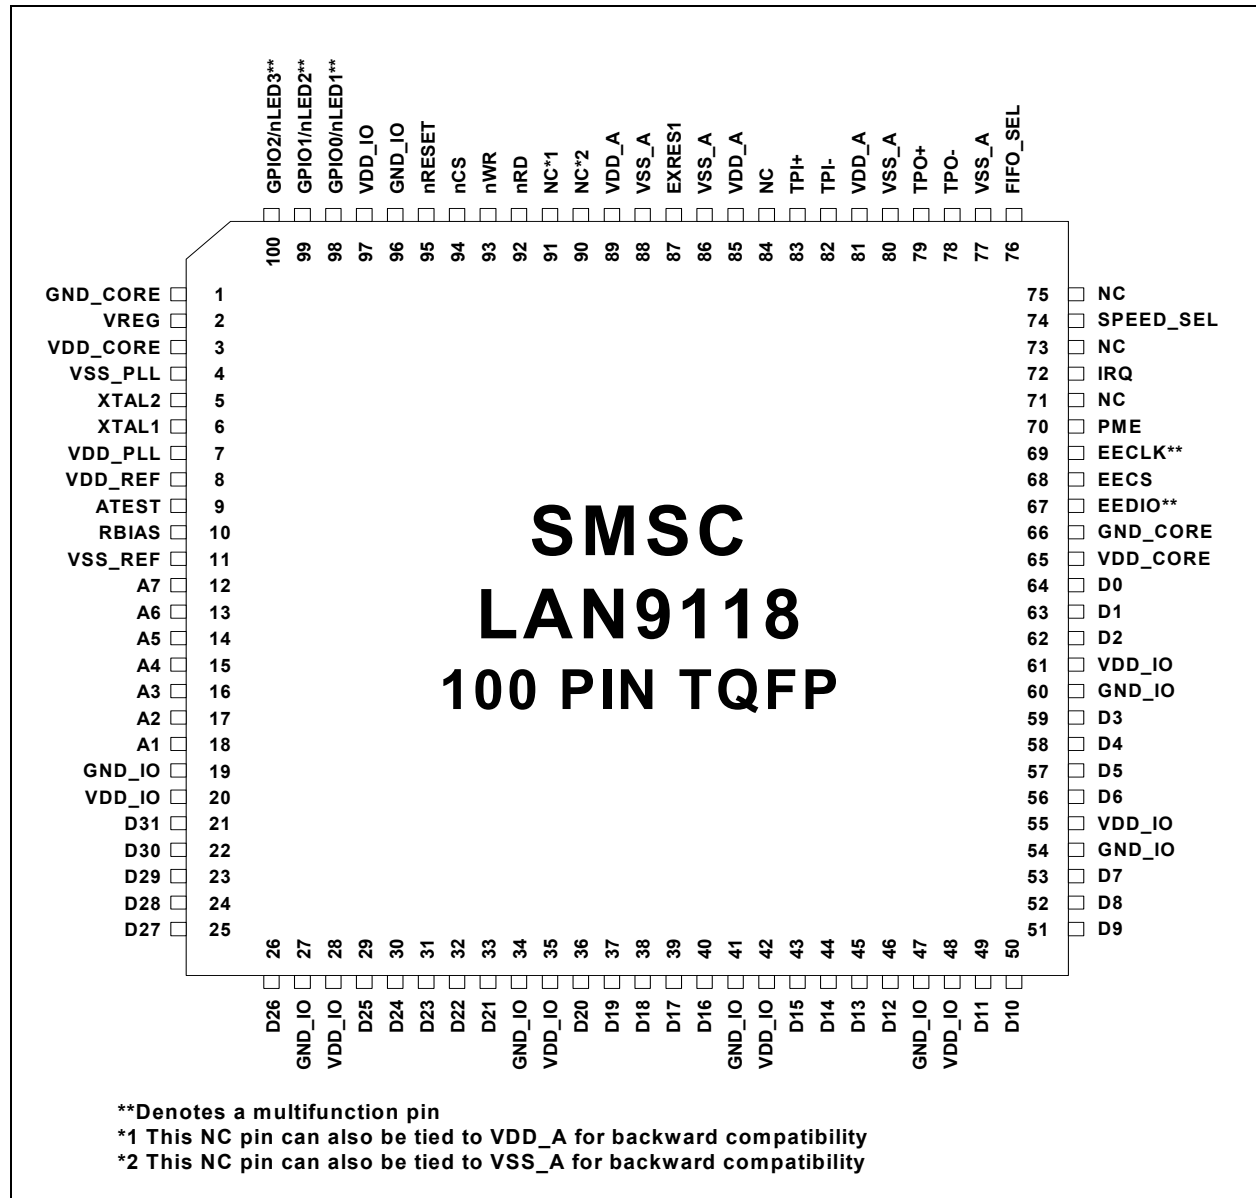 GPIO2/nLED3**
GPIO1/nLED2**
GPIO0/nLED1**
VDD_IO
GND_IO
nRESET
nCS
nWR
nRD
NC*1
NC*2
VDD_A
VSS_A
EXRES1
VSS_A
VDD_A
NC
TPI+
TPI-
VDD_A
VSS_A
TPO+
TPO-
VSS_A
FIFO_SEL
100
99
98
97
96
95
94
93
92
91
90
89
88
87
86
85
84
83
82
81
80
79
78
77
76
GND_CORE 1
VREG 2
VDD_CORE 3
VSS_PLL 4
XTAL2 5
XTAL1 6
VDD_PLL 7
VDD_REF 8
ATEST 9
RBIAS 10
VSS_REF 11
A7 12
A6 13
A5 14
A4 15
A3 16
A2 17
A1 18
GND_IO 19
VDD_IO 20
D31 21
D30 22
D29 23
D28 24
D27 25
SMSC
LAN9118
100 PIN TQFP
75 NC
74 SPEED_SEL
73 NC
72 IRQ
71 NC
70 PME
69 EECLK**
68 EECS
67 EEDIO**
66 GND_CORE
65 VDD_CORE
64 D0
63 D1
62 D2
61 VDD_IO
60 GND_IO
59 D3
58 D4
57 D5
56 D6
55 VDD_IO
54 GND_IO
53 D7
52 D8
51 D9
26
27
28
29
30
31
32
33
34
35
36
37
38
39
40
41
42
43
44
45
46
47
48
49
50
D26
GND_IO
VDD_IO
D25
D24
D23
D22
D21
GND_IO
VDD_IO
D20
D19
D18
D17
D16
GND_IO
VDD_IO
D15
D14
D13
D12
GND_IO
VDD_IO
D11
D10
**Denotes a multifunction pin
*1 This NC pin can also be tied to VDD_A for backward compatibility
*2 This NC pin can also be tied to VSS_A for backward compatibility